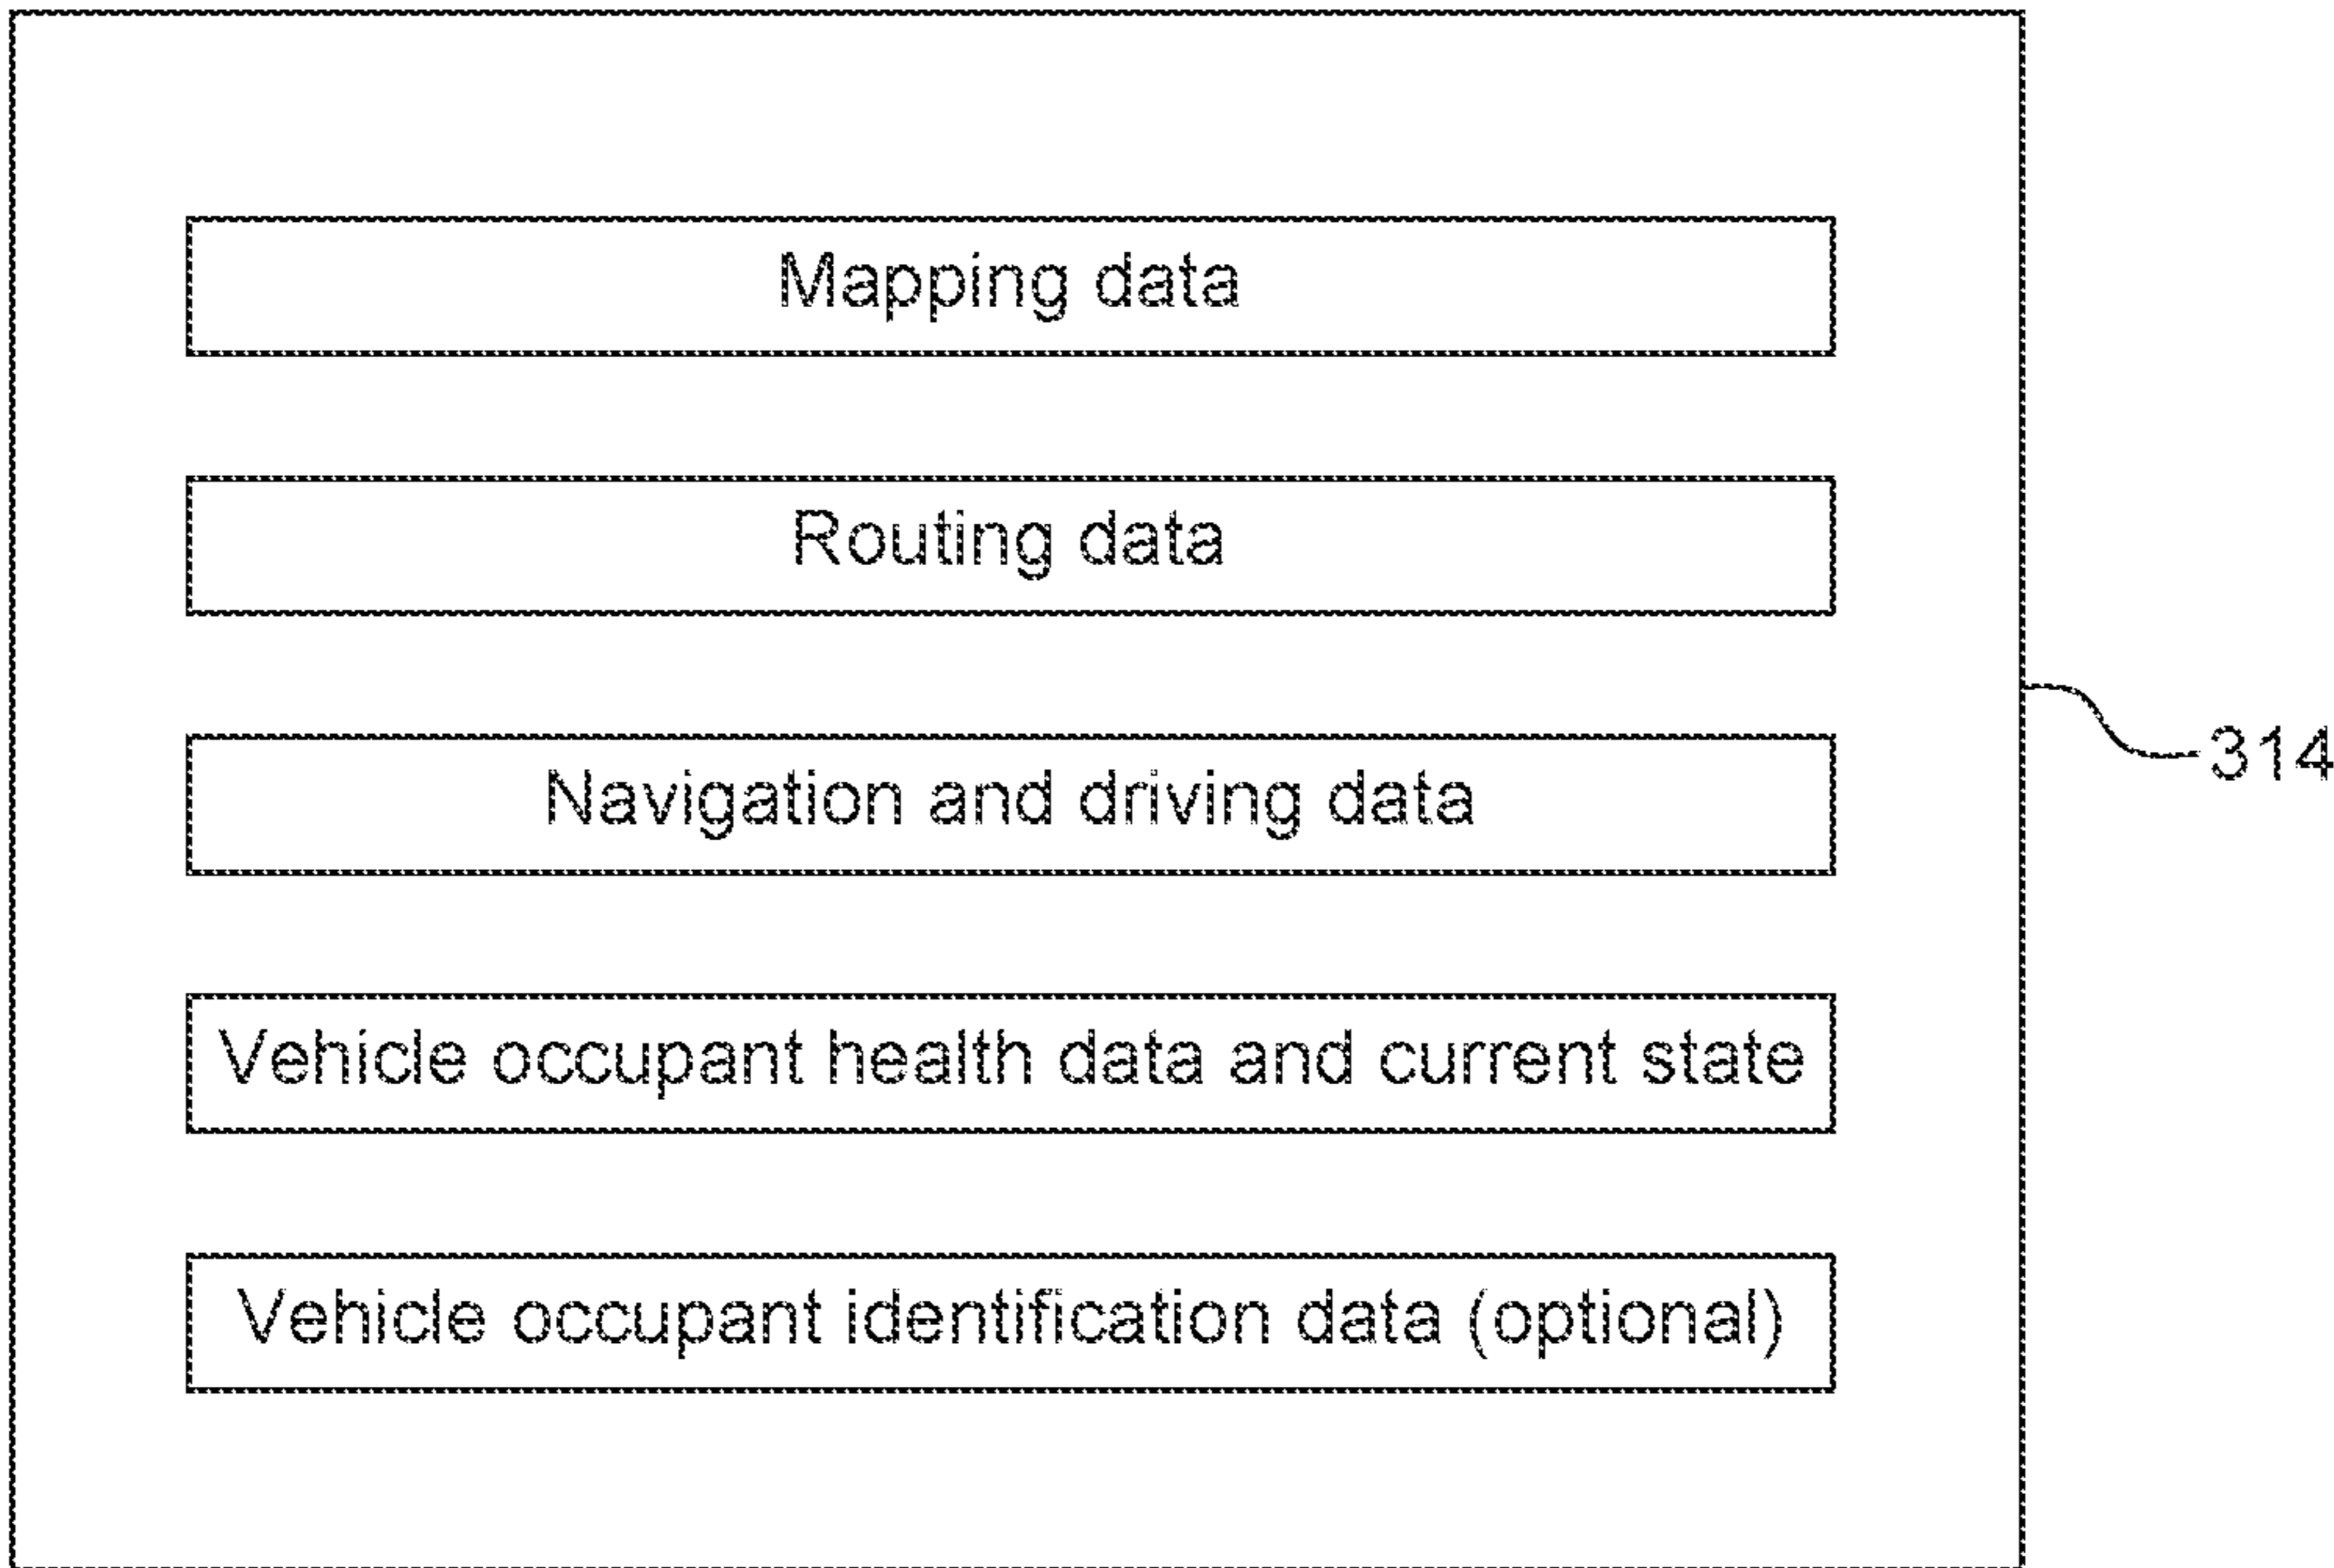 Mapping data
Routing data
Navigation and driving data
314
Vehicle occupant health data and current state
Vehicle occupant identification data (optional)